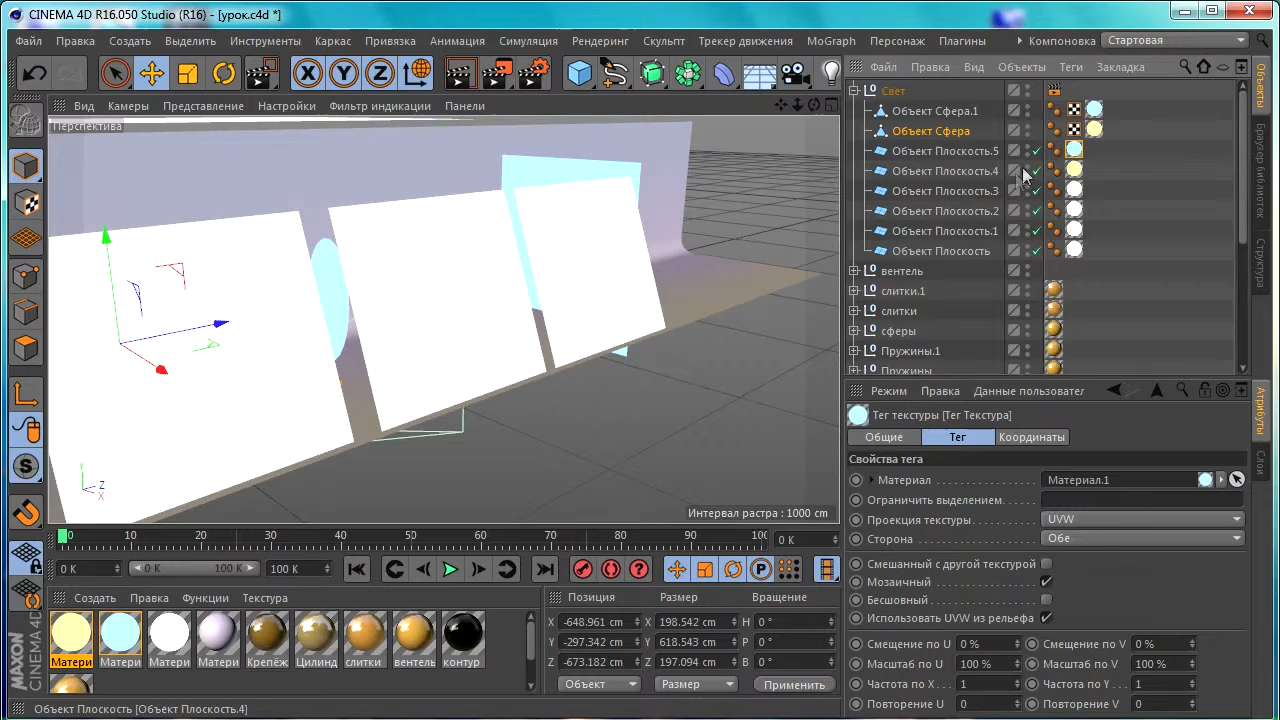 CINEMA 4D R16.050 Studio (R16) - [урок.c4d *]
Файл Правка Создать Выделить Инструменты Каркас Привязка Анимация Симуляция Рендеринг Скульпт Трекер движения MoGraph Персонаж Плагины Компоновка Стартовая
Файл Правка Вид Объекты Теги Закладка
Вид Камеры Представление Настройки Фильтр индикации Панели
Перспектива
Свет
Объект Сфера.1
Объект Сфера
Объект Плоскость.5
Объект Плоскость.4
Объект Плоскость.3
Объект Плоскость.2
Объект Плоскость.1
Объект Плоскость
вентель
слитки.1
слитки
сферы
Пружины.1
Пружины
Объекты
Браузер библиотек
Структура
Режим Правка Данные пользовател
Тег текстуры [Тег Текстура]
Общие Тег Координаты
Свойства тега
Материал Материал.1
Ограничить выделением
Проекция текстуры UVW
Сторона Обе
Смешанный с другой текстурой
Мозаичный
Бесшовный
Использовать UVW из рельефа
Смещение по U 0 % Смещение по V 0 %
Масштаб по U 100 % Масштаб по V 100 %
Частота по X 1 Частота по Y 1
Повторение U 0 Повторение V 0
Атрибуты
Слои
Y Z X
Интервал растра : 1000 cm
0 10 20 30 40 50 60 70 80 90 100 0 K
0 K 0 K 100 K 100 K
Создать Правка Функции Текстура
Матери Матери Матери Матери Крепёж Цилинд слитки вентель контур
Позиция Размер Вращение
X -648.961 cm X 198.542 cm H 0 °
Y -297.342 cm Y 618.543 cm P 0 °
Z -673.182 cm Z 197.094 cm B 0 °
Объект Размер Применить
MAXON CINEMA 4D
Объект Плоскость [Объект Плоскость.4]